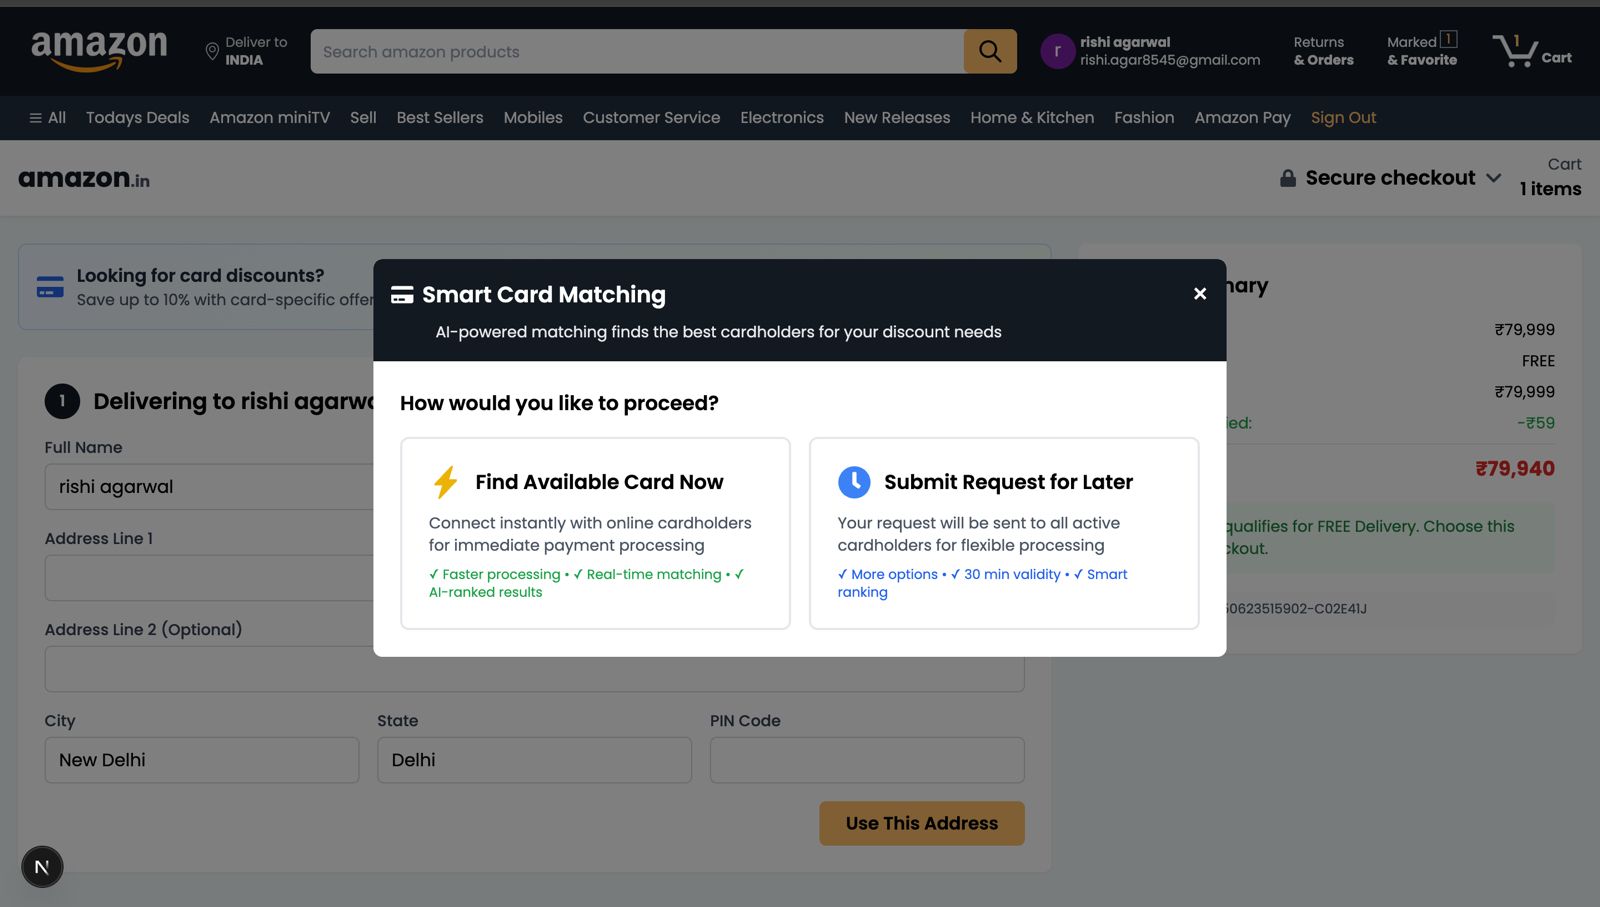 amazon
Deliver to
INDIA
Search amazon products
r
rishi agarwal
rishi.agar8545@gmail.com
Returns
& Orders
Marked 1
& Favorite
1
Cart
All
Todays Deals
Amazon miniTV
Sell
Best Sellers
Mobiles
Customer Service
Electronics
New Releases
Home & Kitchen
Fashion
Amazon Pay
Sign Out
amazon.in
Secure checkout
Cart
1 items
Looking for card discounts?
Save up to 10% with card-specific offer
Smart Card Matching
×
AI-powered matching finds the best cardholders for your discount needs
How would you like to proceed?
Find Available Card Now
Connect instantly with online cardholders
for immediate payment processing
✓ Faster processing • ✓ Real-time matching • ✓
AI-ranked results
Submit Request for Later
Your request will be sent to all active
cardholders for flexible processing
✓ More options • ✓ 30 min validity • ✓ Smart
ranking
1
Delivering to rishi agarw
Full Name
rishi agarwal
Address Line 1
Address Line 2 (Optional)
City
New Delhi
State
Delhi
PIN Code
Use This Address
N
₹79,999
FREE
₹79,999
-₹59
₹79,940
qualifies for FREE Delivery. Choose this
50623515902-C02E41J